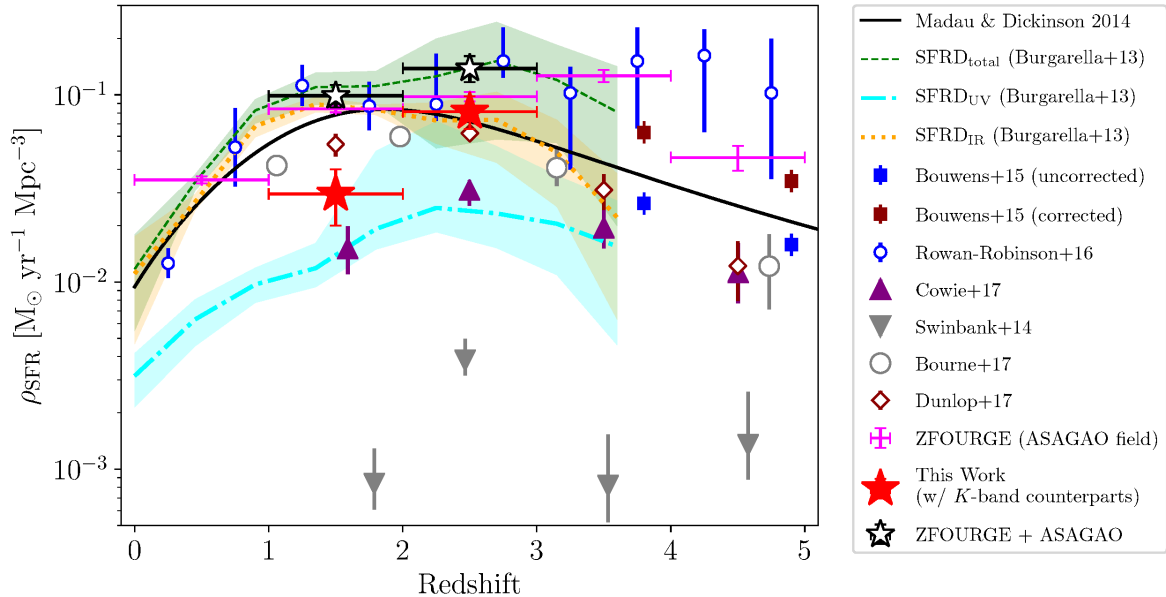 10⁻¹
10⁻²
10⁻³
ρSFR [M⊙ yr⁻¹ Mpc⁻³]
0 1 2 3 4 5
Redshift
Madau & Dickinson 2014
SFRDtotal (Burgarella+13)
SFRDUV (Burgarella+13)
SFRDIR (Burgarella+13)
Bouwens+15 (uncorrected)
Bouwens+15 (corrected)
Rowan-Robinson+16
Cowie+17
Swinbank+14
Bourne+17
Dunlop+17
ZFOURGE (ASAGAO field)
This Work
(w/ K-band counterparts)
ZFOURGE + ASAGAO